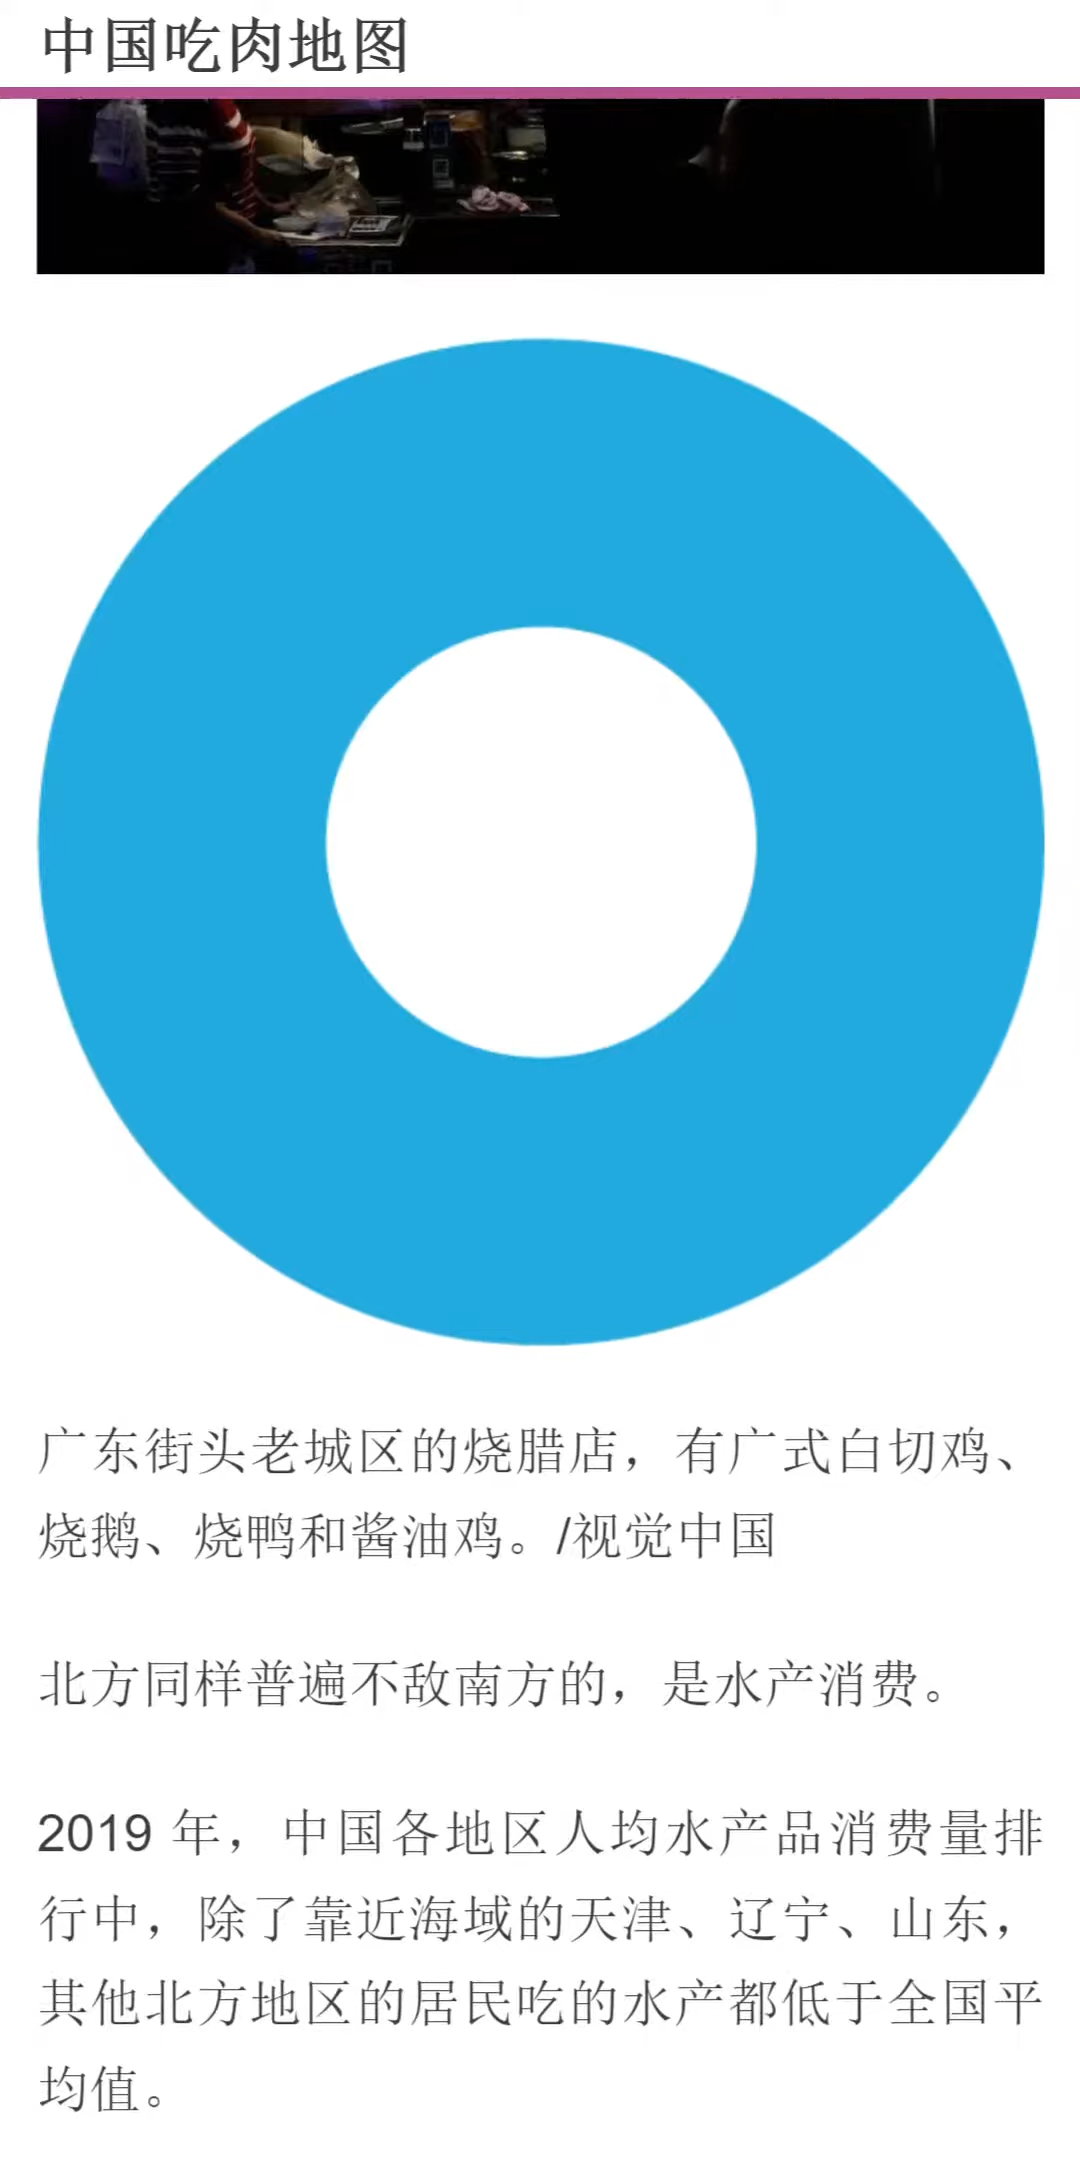 中国吃肉地图
广东街头老城区的烧腊店，有广式白切鸡、
烧鹅、烧鸭和酱油鸡。/视觉中国
北方同样普遍不敌南方的，是水产消费。
2019 年，中国各地区人均水产品消费量排
行中，除了靠近海域的天津、辽宁、山东，
其他北方地区的居民吃的水产都低于全国平
均值。